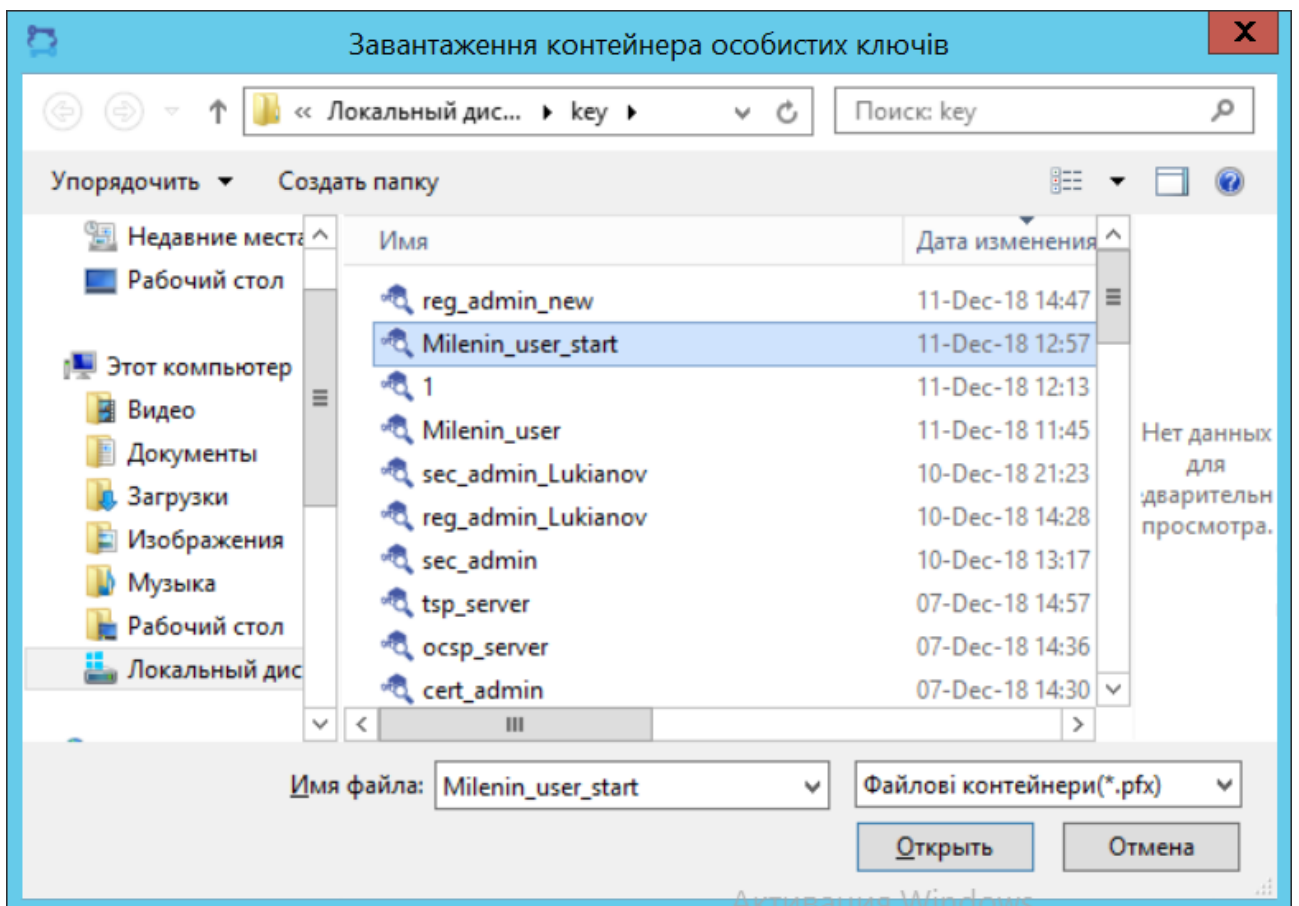 Завантаження контейнера особистих ключів
« Локальный дис... key
Поиск: key
Упорядочить Создать папку
Недавние места
Рабочий стол
Этот компьютер
Видео
Документы
Загрузки
Изображения
Музыка
Рабочий стол
Локальный дис
Имя Дата изменения
reg_admin_new 11-Dec-18 14:47
Milenin_user_start 11-Dec-18 12:57
1 11-Dec-18 12:13
Milenin_user 11-Dec-18 11:45
sec_admin_Lukianov 10-Dec-18 21:23
reg_admin_Lukianov 10-Dec-18 14:28
sec_admin 10-Dec-18 13:17
tsp_server 07-Dec-18 14:57
ocsp_server 07-Dec-18 14:36
cert_admin 07-Dec-18 14:30
Нет данных
для
дварительн
просмотра.
Имя файла: Milenin_user_start Файлові контейнери(*.pfx)
Открыть Отмена
Активация Windows